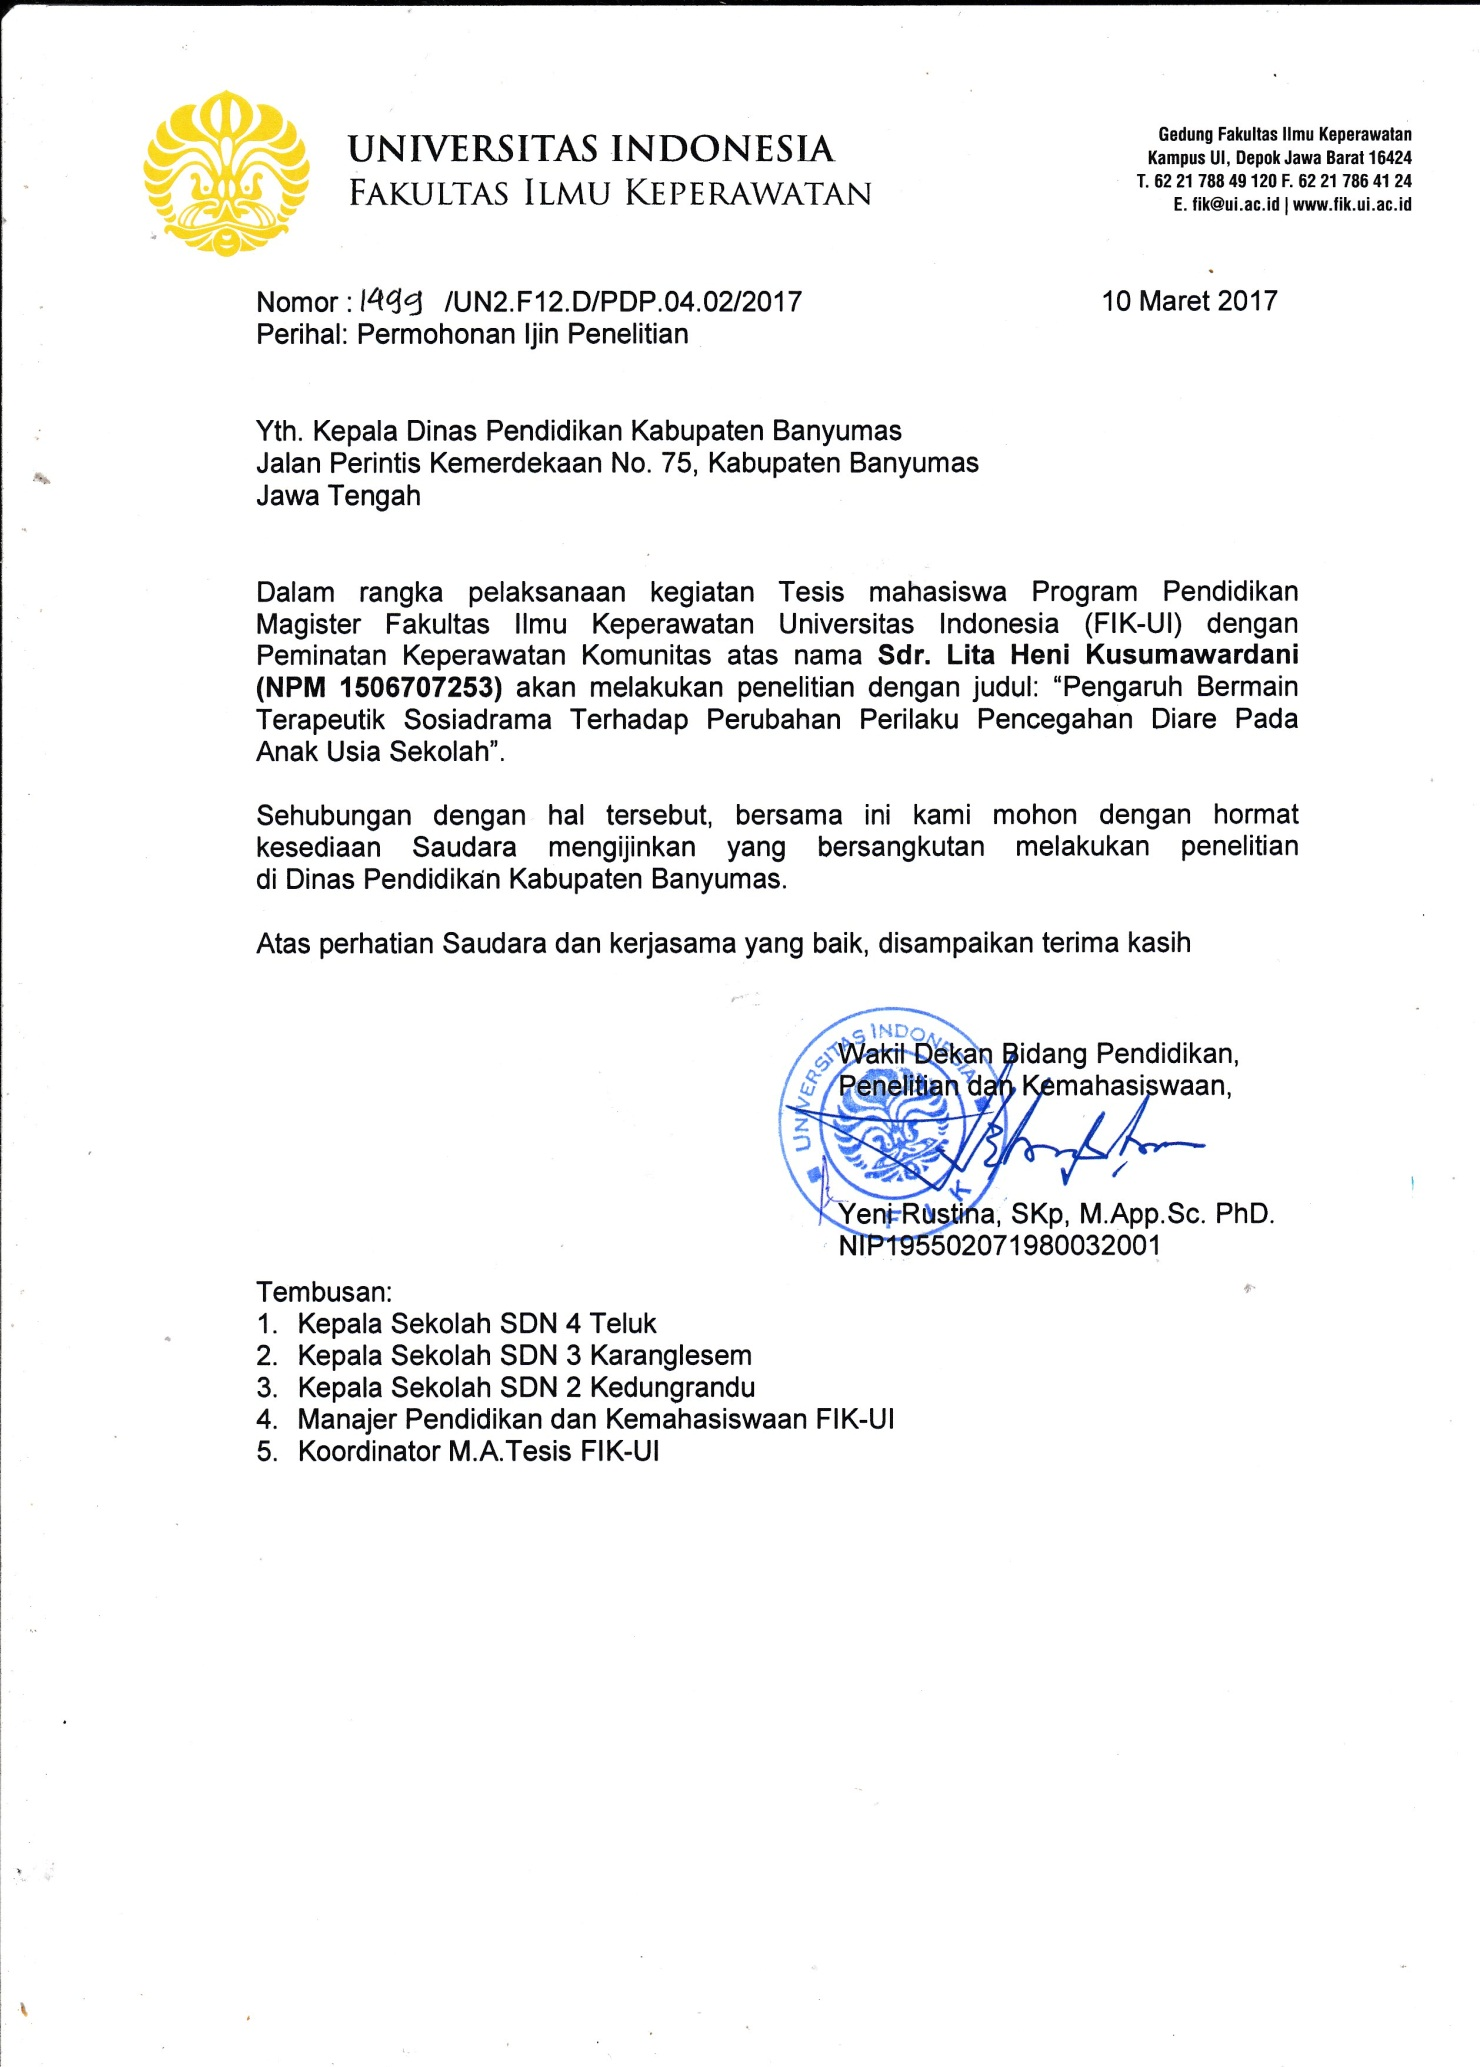 UNIVERSITAS INDONESIA
FAKULTAS ILMU KEPERAWATAN
Gedung Fakultas Ilmu Keperawatan
Kampus UI, Depok Jawa Barat 16424
T. 62 21 788 49 120 F. 62 21 786 41 24
E. fik@ui.ac.id | www.fik.ui.ac.id
Nomor : 1499 /UN2.F12.D/PDP.04.02/2017 10 Maret 2017
Perihal: Permohonan Ijin Penelitian
Yth. Kepala Dinas Pendidikan Kabupaten Banyumas
Jalan Perintis Kemerdekaan No. 75, Kabupaten Banyumas
Jawa Tengah
Dalam rangka pelaksanaan kegiatan Tesis mahasiswa Program Pendidikan
Magister Fakultas Ilmu Keperawatan Universitas Indonesia (FIK-UI) dengan
Peminatan Keperawatan Komunitas atas nama Sdr. Lita Heni Kusumawardani
(NPM 1506707253) akan melakukan penelitian dengan judul: “Pengaruh Bermain
Terapeutik Sosiadrama Terhadap Perubahan Perilaku Pencegahan Diare Pada
Anak Usia Sekolah”.
Sehubungan dengan hal tersebut, bersama ini kami mohon dengan hormat
kesediaan Saudara mengijinkan yang bersangkutan melakukan penelitian
di Dinas Pendidikan Kabupaten Banyumas.
Atas perhatian Saudara dan kerjasama yang baik, disampaikan terima kasih
Wakil Dekan Bidang Pendidikan,
Penelitian dan Kemahasiswaan,
UNIVERSITAS INDONESIA
FIK
Yeni Rustina, SKp, M.App.Sc. PhD.
NIP195502071980032001
Tembusan:
1. Kepala Sekolah SDN 4 Teluk
2. Kepala Sekolah SDN 3 Karanglesem
3. Kepala Sekolah SDN 2 Kedungrandu
4. Manajer Pendidikan dan Kemahasiswaan FIK-UI
5. Koordinator M.A.Tesis FIK-UI